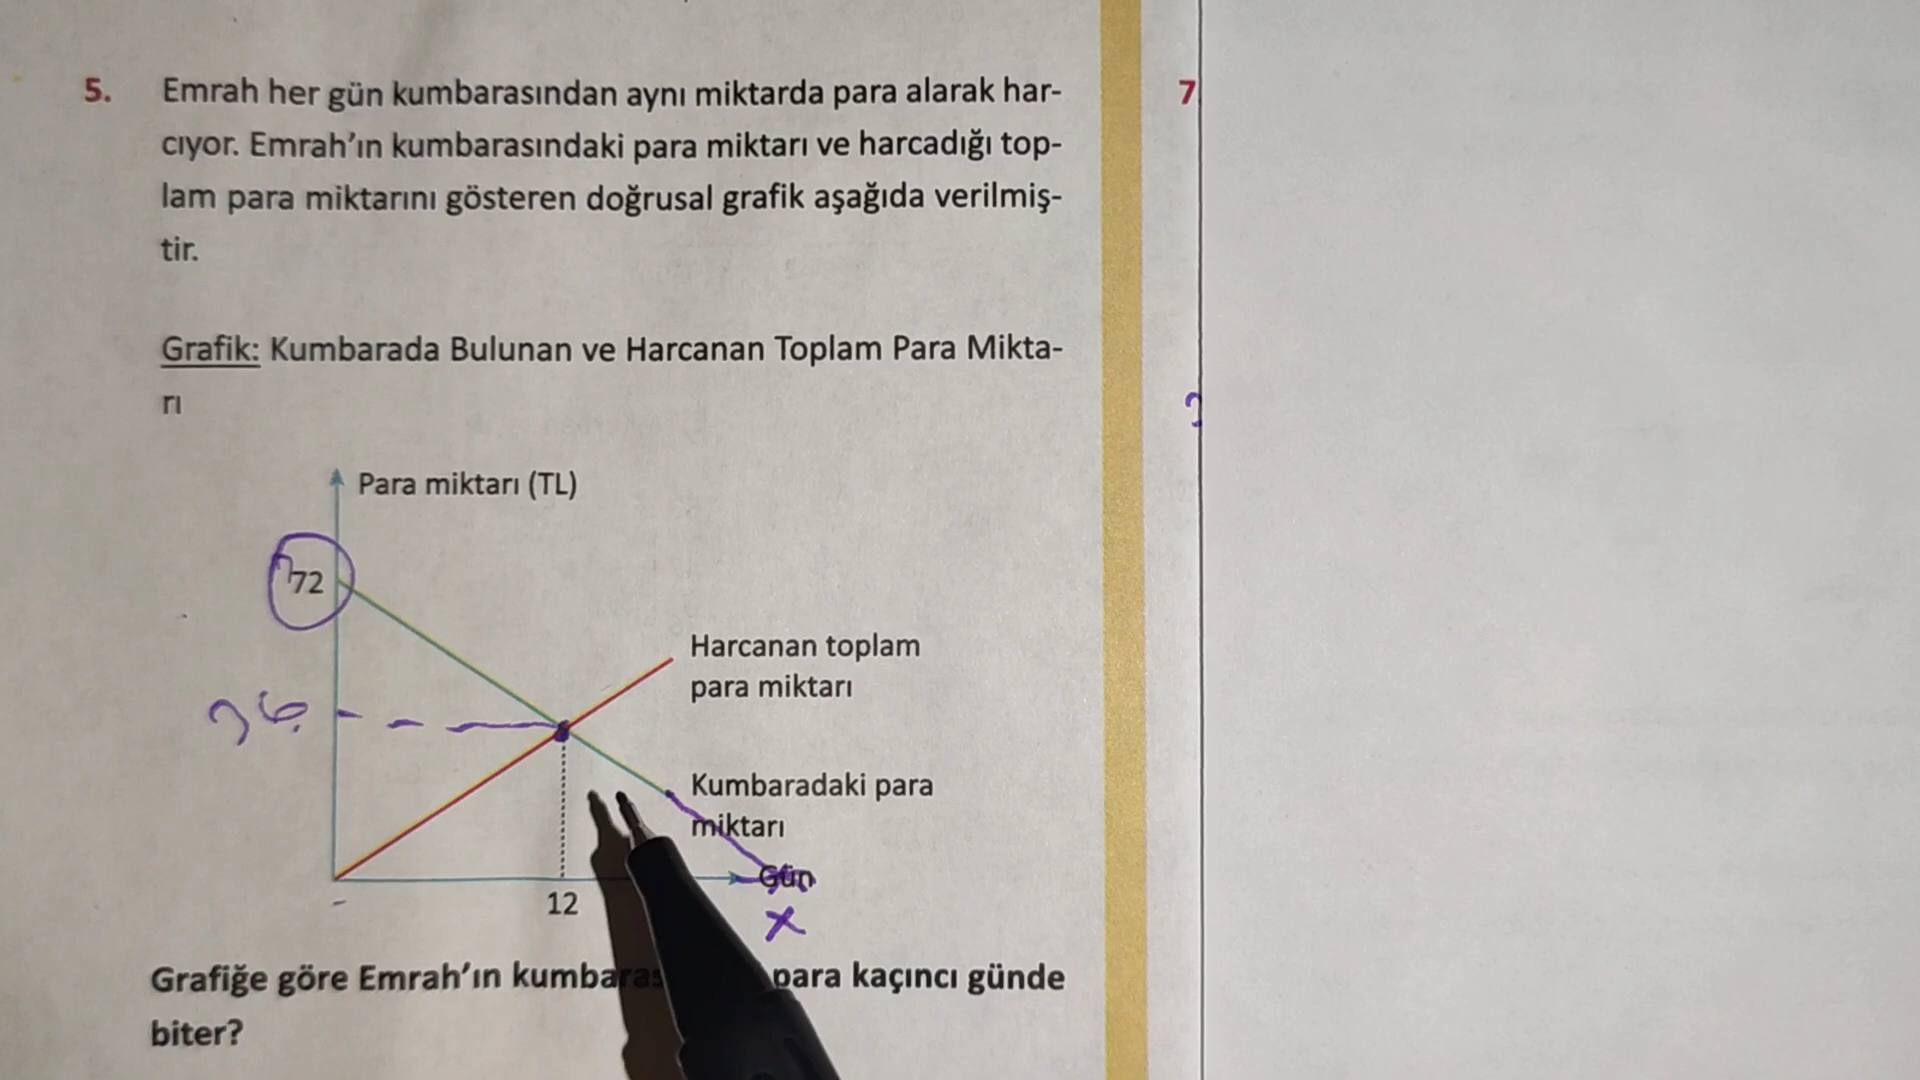 5. Emrah her gün kumbarasından aynı miktarda para alarak har-
cıyor. Emrah'ın kumbarasındaki para miktarı ve harcadığı top-
lam para miktarını gösteren doğrusal grafik aşağıda verilmiş-
tir.
Grafik: Kumbarada Bulunan ve Harcanan Toplam Para Mikta-
rı
Para miktarı (TL)
72
Harcanan toplam
para miktarı
36
Kumbaradaki para
miktarı
Gün
12
x
Grafiğe göre Emrah'ın para kaçıncı günde
biter?
7